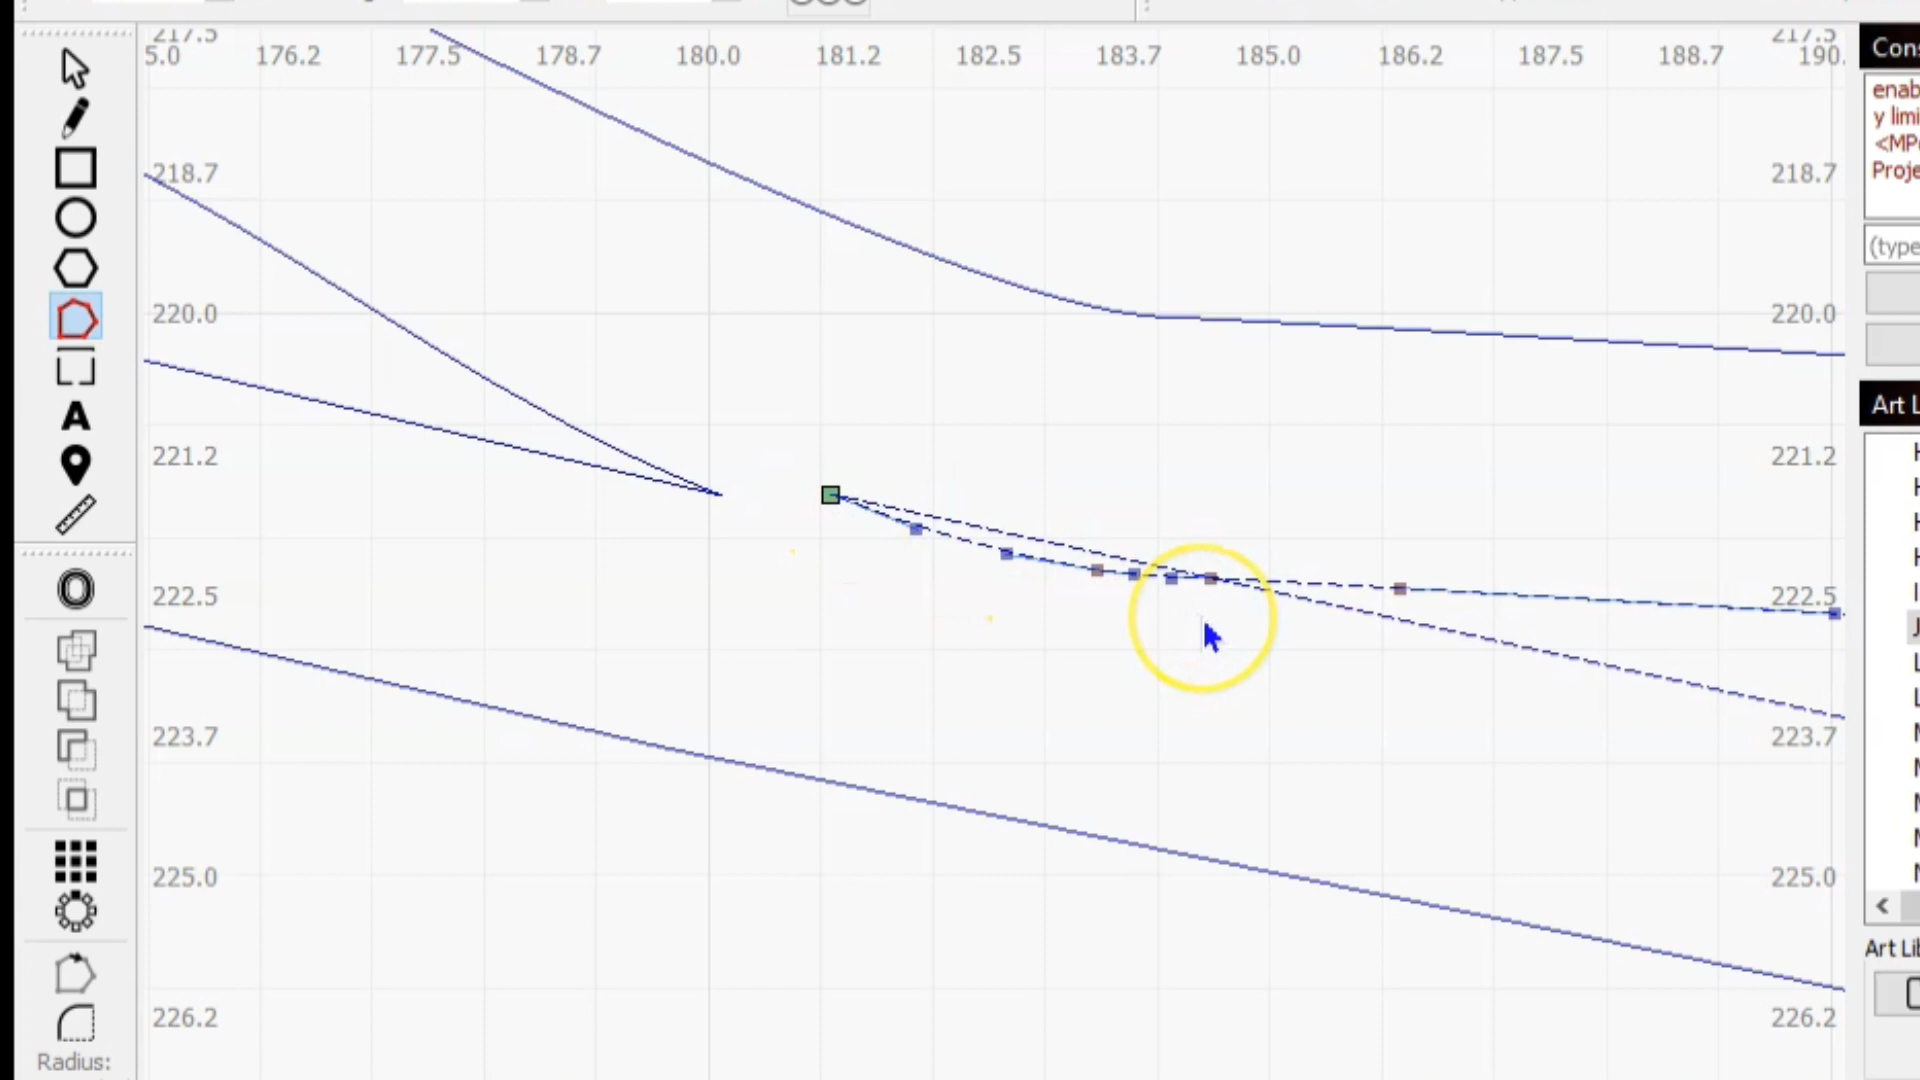 217.5 217.5
5.0 176.2 177.5 178.7 180.0 181.2 182.5 183.7 185.0 186.2 187.5 188.7 190.
Cons
enab
y limi
<MP
Proje
218.7 218.7
(type
220.0 220.0
Art L
A
221.2 221.2
222.5 222.5
223.7 223.7
225.0 225.0
Art Lib
226.2 226.2
Radius: